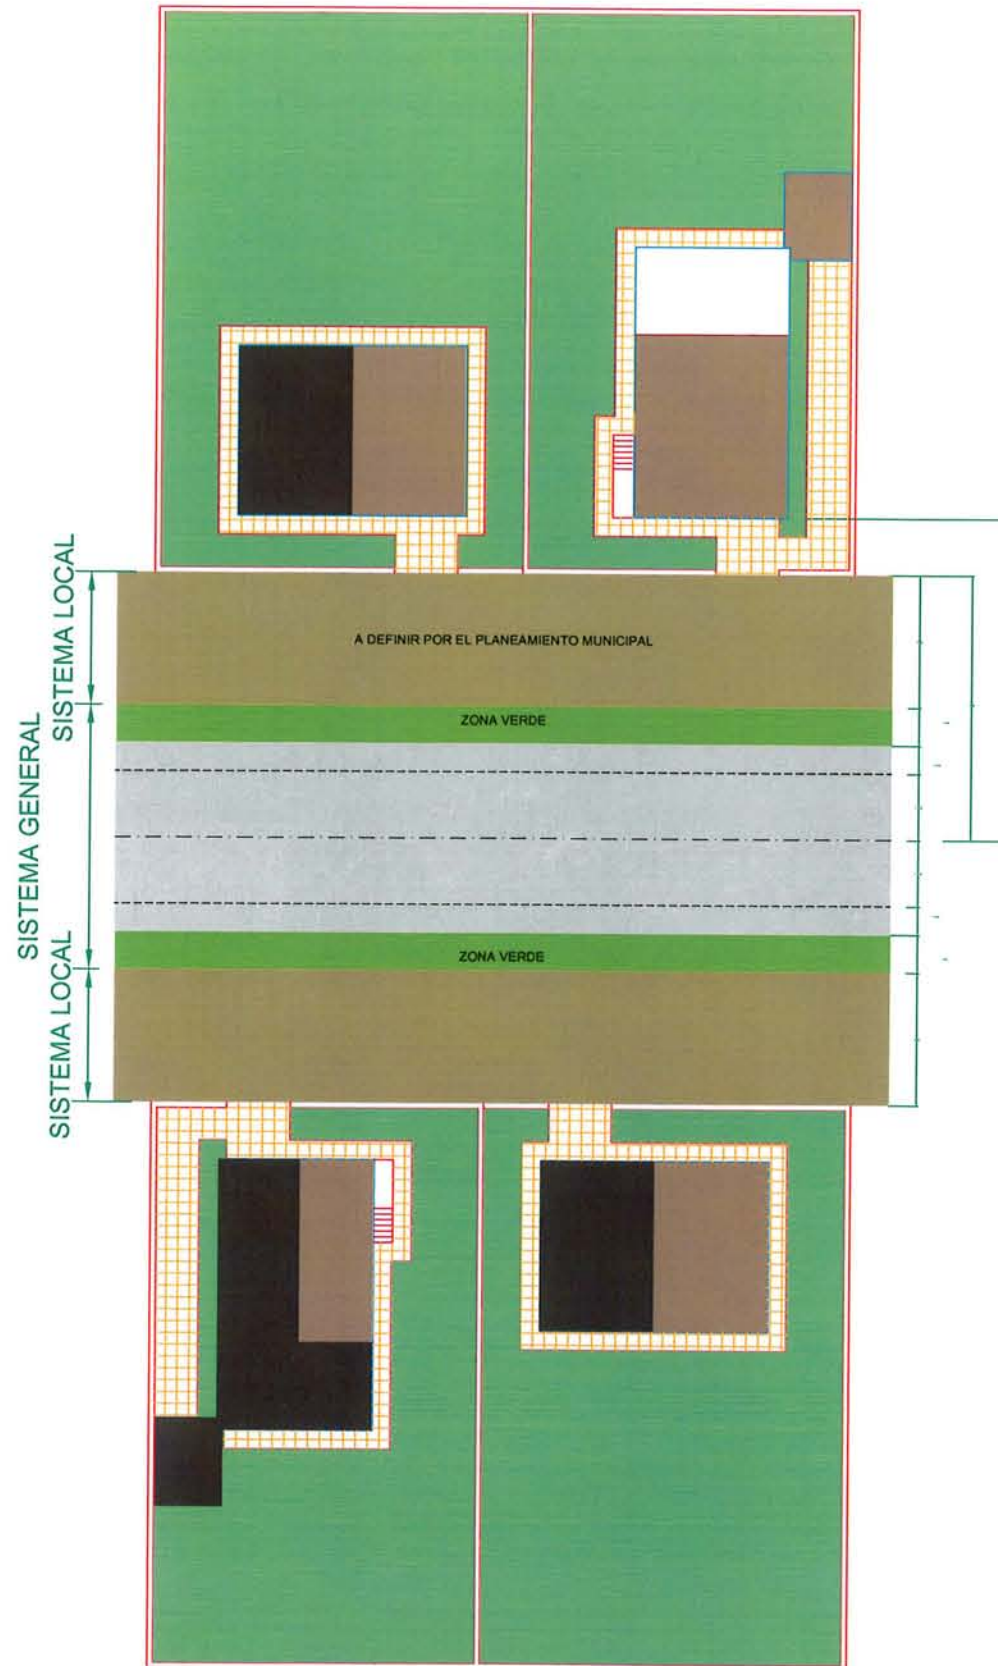 SISTEMA LOCAL
A DEFINIR POR EL PLANEAMIENTO MUNICIPAL
ZONA VERDE
SISTEMA GENERAL
ZONA VERDE
SISTEMA LOCAL